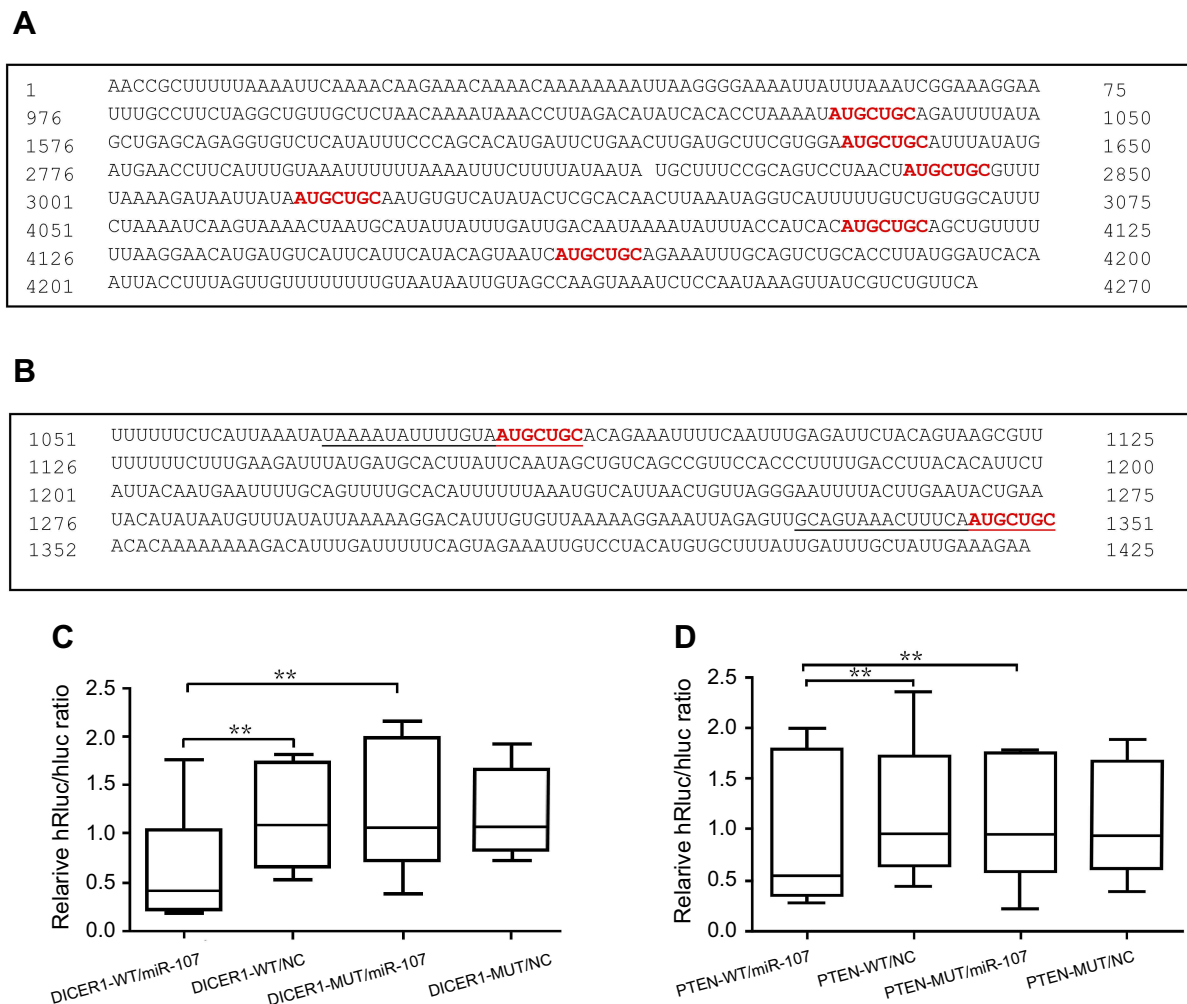 A
1 AACCGCUUUUUAAAAUUCAAAACAAGAAACAAAACAAAAAAAAUUAAGGGGAAAAUUAUUUAAAUCGGAAAGGAA 75
976 UUUGCCUUCUAGGCUGUUGCUCUAACAAAAUAAACCUUAGACAUAUCACACCUAAAAUAUGCUGCAGAUUUUAUA 1050
1576 GCUGAGCAGAGGUGUCUCAUAUUUCCCAGCACAUGAUUCUGAACUUGAUGCUUCGUGGAAUGCUGCAUUUAUAUG 1650
2776 AUGAACCUUCAUUUGUAAAUUUUUUAAAAUUUCUUUUAUAAUA UGCUUUCCGCAGUCCUAACUAUGCUGCGUUU 2850
3001 UAAAAGAUAAUUAUAAUGCUGCAAUGUGUCAUAUACUCGCACAACUUAAAUAGGUCAUUUUUGUCUGUGGCAUUU 3075
4051 CUAAAAUCAAGUAAAACUAAUGCAUAUUAUUUGAUUGACAAUAAAAUAUUUACCAUCACAUGCUGCAGCUGUUUU 4125
4126 UUAAGGAACAUGAUGUCAUUCAUUCAUACAGUAAUCAUGCUGCAGAAAUUUGCAGUCUGCACCUUAUGGAUCACA 4200
4201 AUUACCUUUAGUUGUUUUUUUUGUAAUAAUUGUAGCCAAGUAAAUCUCCAAUAAAGUUAUCGUCUGUUCA 4270
B
1051 UUUUUUCUCAUUAAAUAUAAAAUAUUUUGUAAUGCUGCACAGAAAUUUUCAAUUUGAGAUUCUACAGUAAGCGUU 1125
1126 UUUUUUCUUUGAAGAUUUAUGAUGCACUUAUUCAAUAGCUGUCAGCCGUUCCACCCUUUUGACCUUACACAUUCU 1200
1201 AUUACAAUGAAUUUUGCAGUUUUGCACAUUUUUUAAAUGUCAUUAACUGUUAGGGAAUUUUACUUGAAUACUGAA 1275
1276 UACAUAUAAUGUUUAUAUUAAAAAGGACAUUUGUGUUAAAAAGGAAAUUAGAGUUGCAGUAAACUUUCAAUGCUGC 1351
1352 ACACAAAAAAAAGACAUUUGAUUUUUCAGUAGAAAUUGUCCUACAUGUGCUUUAUUGAUUUGCUAUUGAAAGAA 1425
C
Relarive hRluc/hluc ratio
2.5
2.0
1.5
1.0
0.5
0.0
**
**
DICER1-WT/miR-107
DICER1-WT/NC
DICER1-MUT/miR-107
DICER1-MUT/NC
D
Relarive hRluc/hluc ratio
2.5
2.0
1.5
1.0
0.5
0.0
**
**
PTEN-WT/miR-107
PTEN-WT/NC
PTEN-MUT/miR-107
PTEN-MUT/NC